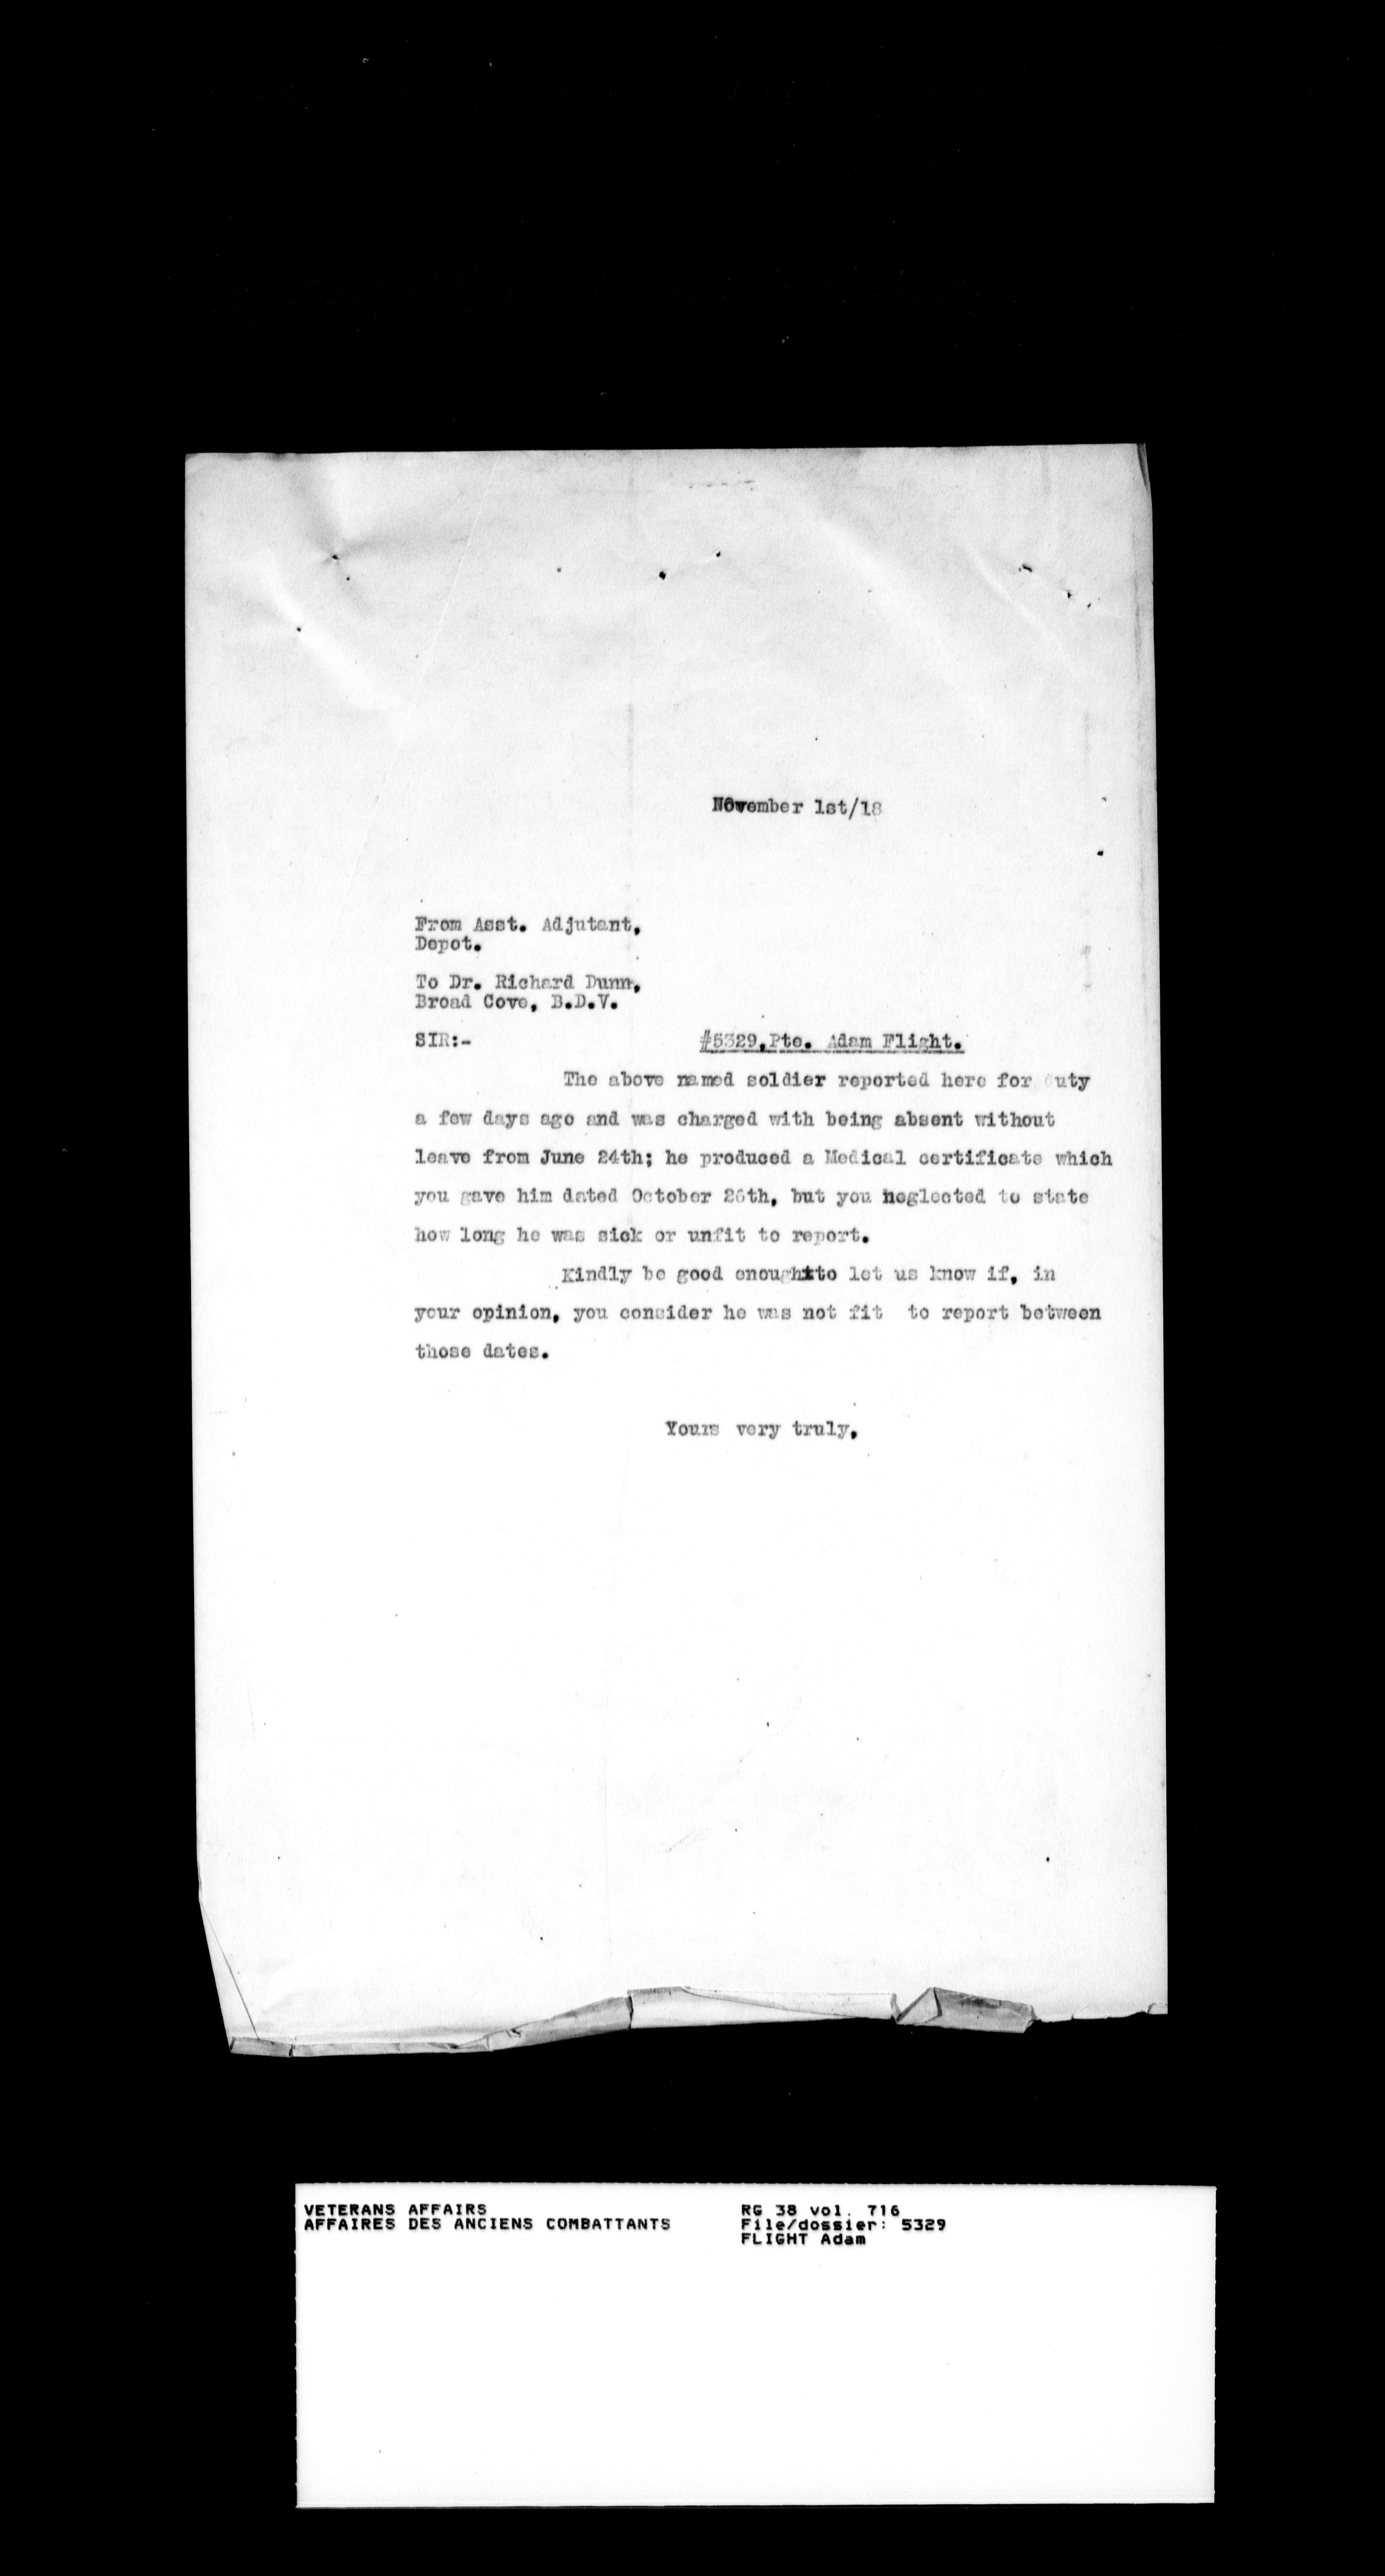 November 1st/18
From Asst. Adjutant,
Depot.
To Dr. Richard Dunn,
Broad Cove, B.D.V.
SIR:-
#5329,Pte. Adam Flight.
The above named soldier reported here for duty
a few days ago and was charged with being absent without
leave from June 24th; he produced a Medical certificate which
you gave him dated October 26th, but you neglected to state
how long he was sick or unfit to report.
Kindly be good enough to let us know if, in
your opinion, you consider he was not fit to report between
those dates.
Yours very truly,
VETERANS AFFAIRS
AFFAIRES DES ANCIENS COMBATTANTS
RG 38 vol. 716
File/dossier: 5329
FLIGHT Adam